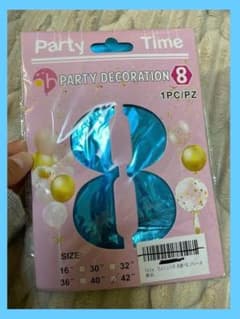 Party Time
PARTY DECORATION 8
1PC/PZ
SIZE:
16" 30" 32"
36" 40" 42"